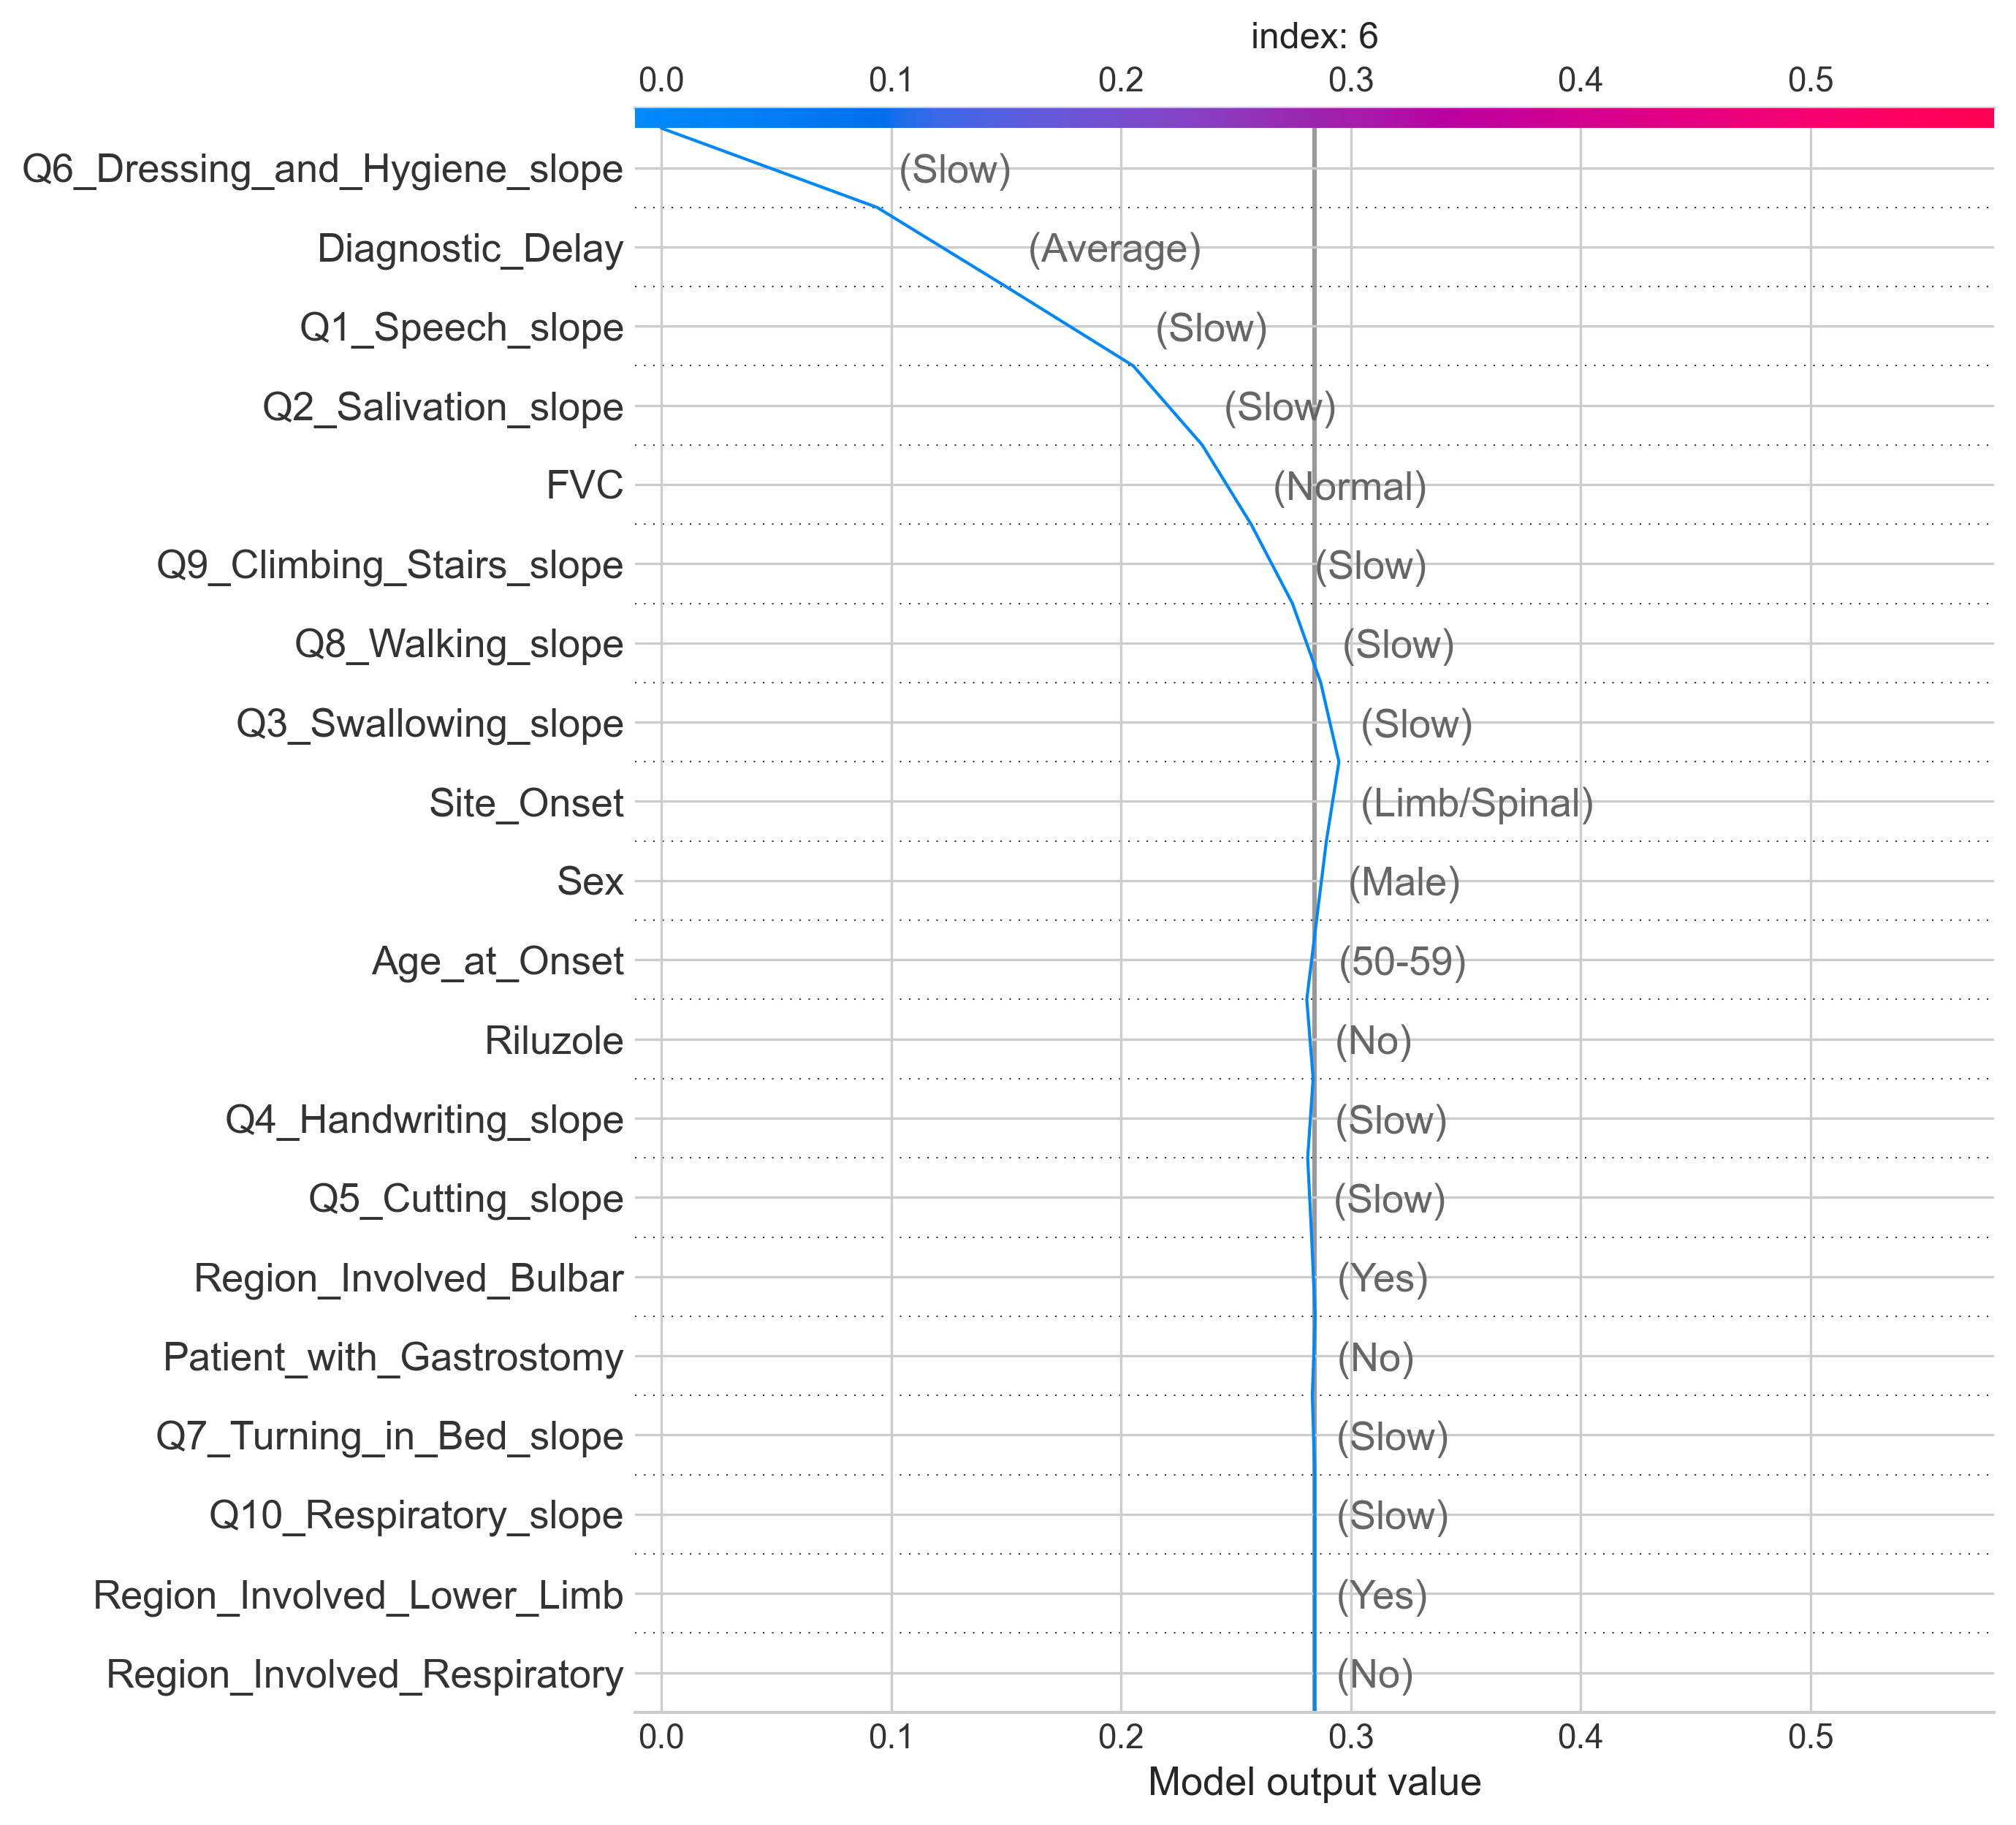 index: 6
0.0 0.1 0.2 0.3 0.4 0.5
Q6_Dressing_and_Hygiene_slope (Slow)
Diagnostic_Delay (Average)
Q1_Speech_slope (Slow)
Q2_Salivation_slope (Slow)
FVC (Normal)
Q9_Climbing_Stairs_slope (Slow)
Q8_Walking_slope (Slow)
Q3_Swallowing_slope (Slow)
Site_Onset (Limb/Spinal)
Sex (Male)
Age_at_Onset (50-59)
Riluzole (No)
Q4_Handwriting_slope (Slow)
Q5_Cutting_slope (Slow)
Region_Involved_Bulbar (Yes)
Patient_with_Gastrostomy (No)
Q7_Turning_in_Bed_slope (Slow)
Q10_Respiratory_slope (Slow)
Region_Involved_Lower_Limb (Yes)
Region_Involved_Respiratory (No)
0.0 0.1 0.2 0.3 0.4 0.5
Model output value